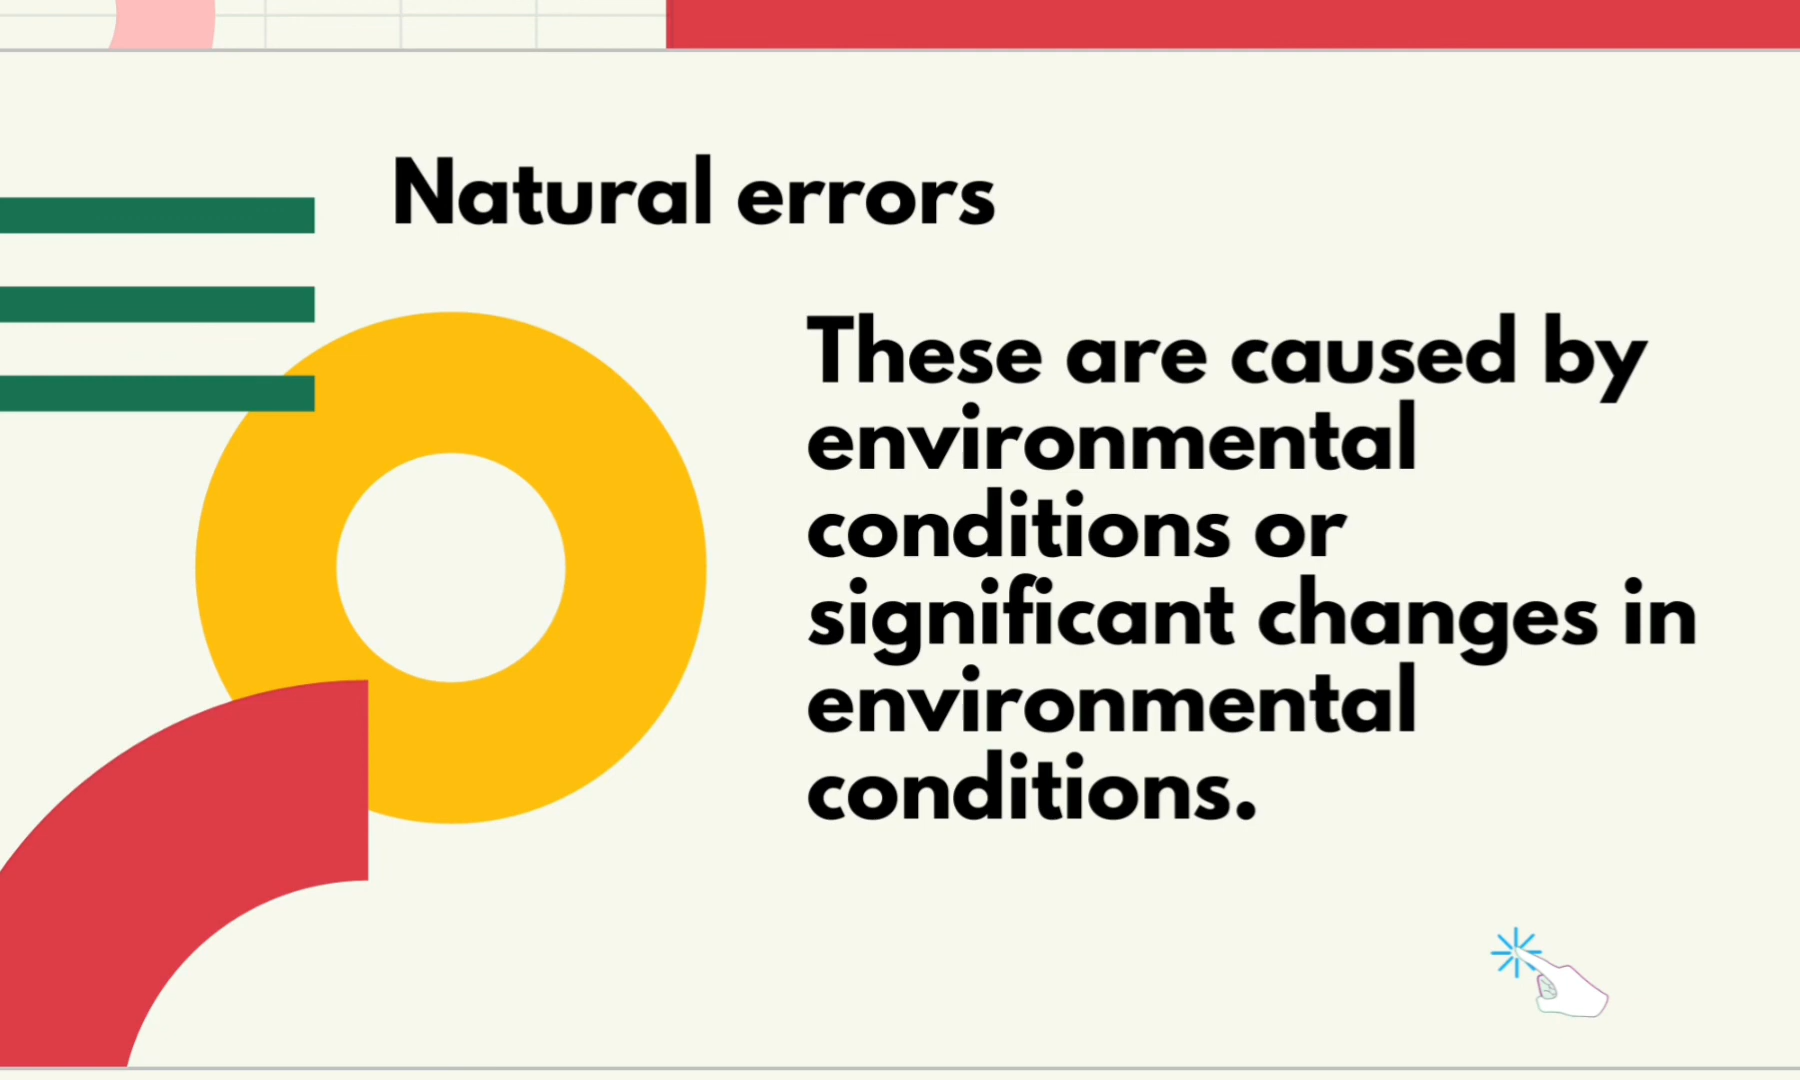 Natural errors
These are caused by
environmental
conditions or
significant changes in
environmental
conditions.